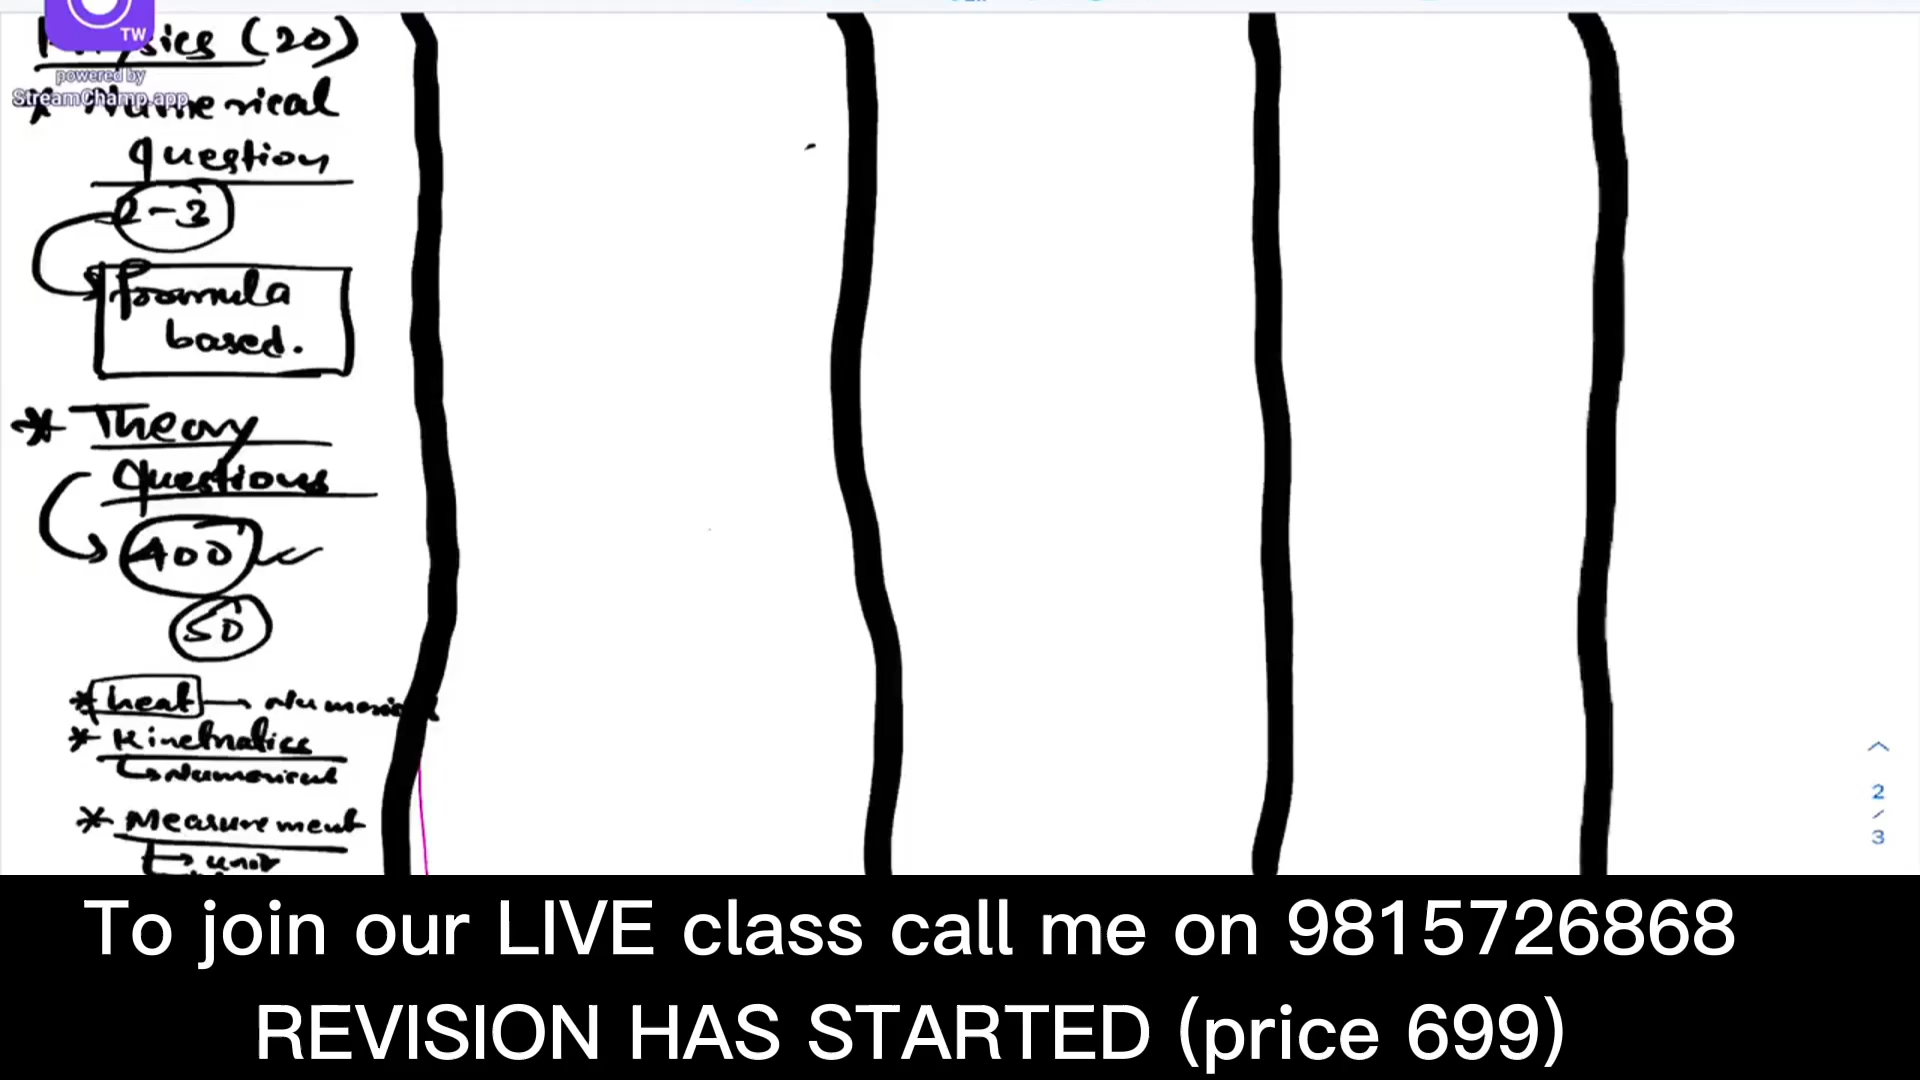 TW
Physics (20)
powered by
StreamChamp.app
* Numerical
question
2-3
formula
based.
* Theory
Questions
400
50
* heat → Numerical
* Kinematics
↳ Numerical
* Measurement
↳ unit
2
/
3
To join our LIVE class call me on 9815726868
REVISION HAS STARTED (price 699)